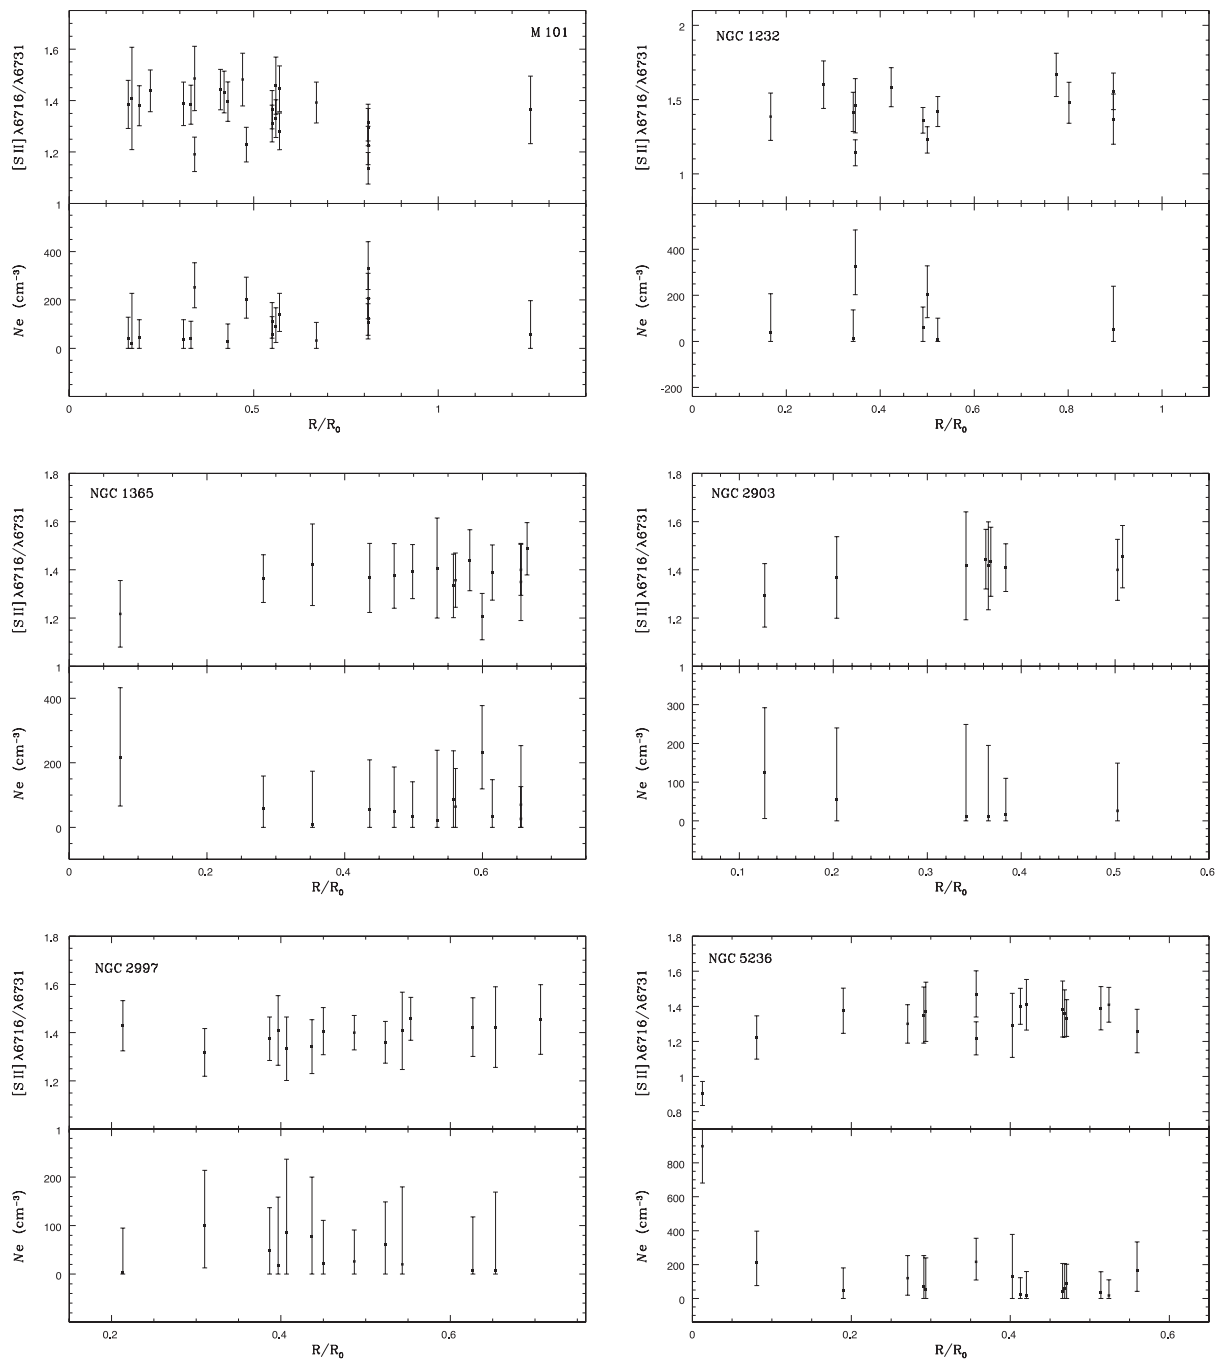 M 101
[S II] λ6716/λ6731
1.6
1.4
1.2
1
Ne (cm⁻³)
400
200
0
0 0.5 1
R/R₀
NGC 1232
[S II] λ6716/λ6731
2
1.5
1
Ne (cm⁻³)
400
200
0
-200
0 0.2 0.4 0.6 0.8 1
R/R₀
NGC 1365
[S II] λ6716/λ6731
1.8
1.6
1.4
1.2
1
Ne (cm⁻³)
400
200
0
0 0.2 0.4 0.6
R/R₀
NGC 2903
[S II] λ6716/λ6731
1.8
1.6
1.4
1.2
1
Ne (cm⁻³)
300
200
100
0
0.1 0.2 0.3 0.4 0.5 0.6
R/R₀
NGC 2997
[S II] λ6716/λ6731
1.8
1.6
1.4
1.2
1
Ne (cm⁻³)
200
100
0
0.2 0.4 0.6
R/R₀
NGC 5236
[S II] λ6716/λ6731
1.8
1.6
1.4
1.2
1
0.8
Ne (cm⁻³)
800
600
400
200
0
0 0.2 0.4 0.6
R/R₀